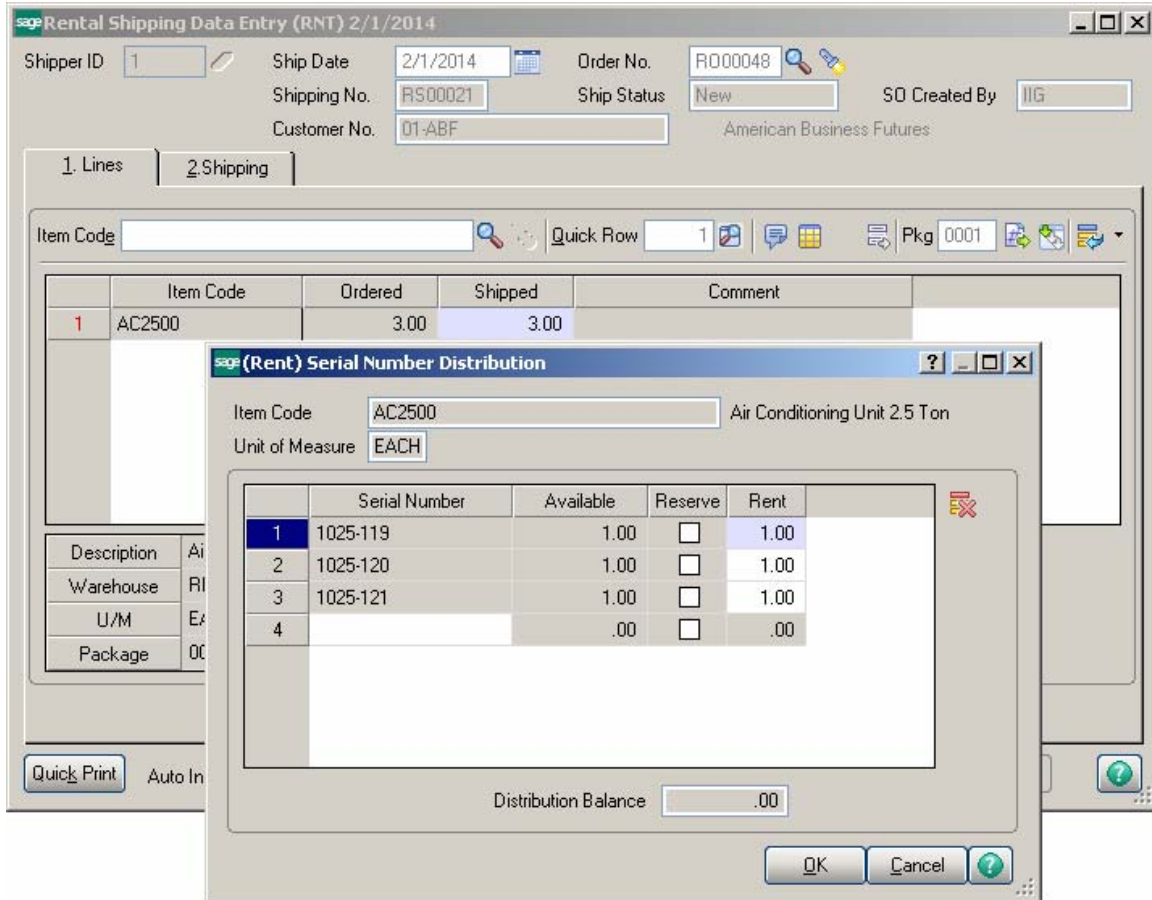 sage Rental Shipping Data Entry (RNT) 2/1/2014
Shipper ID 1 Ship Date 2/1/2014 Order No. RO00048
Shipping No. RS00021 Ship Status New SO Created By IIG
Customer No. 01-ABF American Business Futures
1. Lines 2.Shipping
Item Code Quick Row 1 Pkg 0001
Item Code Ordered Shipped Comment
1 AC2500 3.00 3.00
sage (Rent) Serial Number Distribution
Item Code AC2500 Air Conditioning Unit 2.5 Ton
Unit of Measure EACH
Serial Number Available Reserve Rent
1 1025-119 1.00 1.00
2 1025-120 1.00 1.00
3 1025-121 1.00 1.00
4 .00 .00
Description Ai
Warehouse
U/M
Package 00
Quick Print Auto In
Distribution Balance .00
OK Cancel